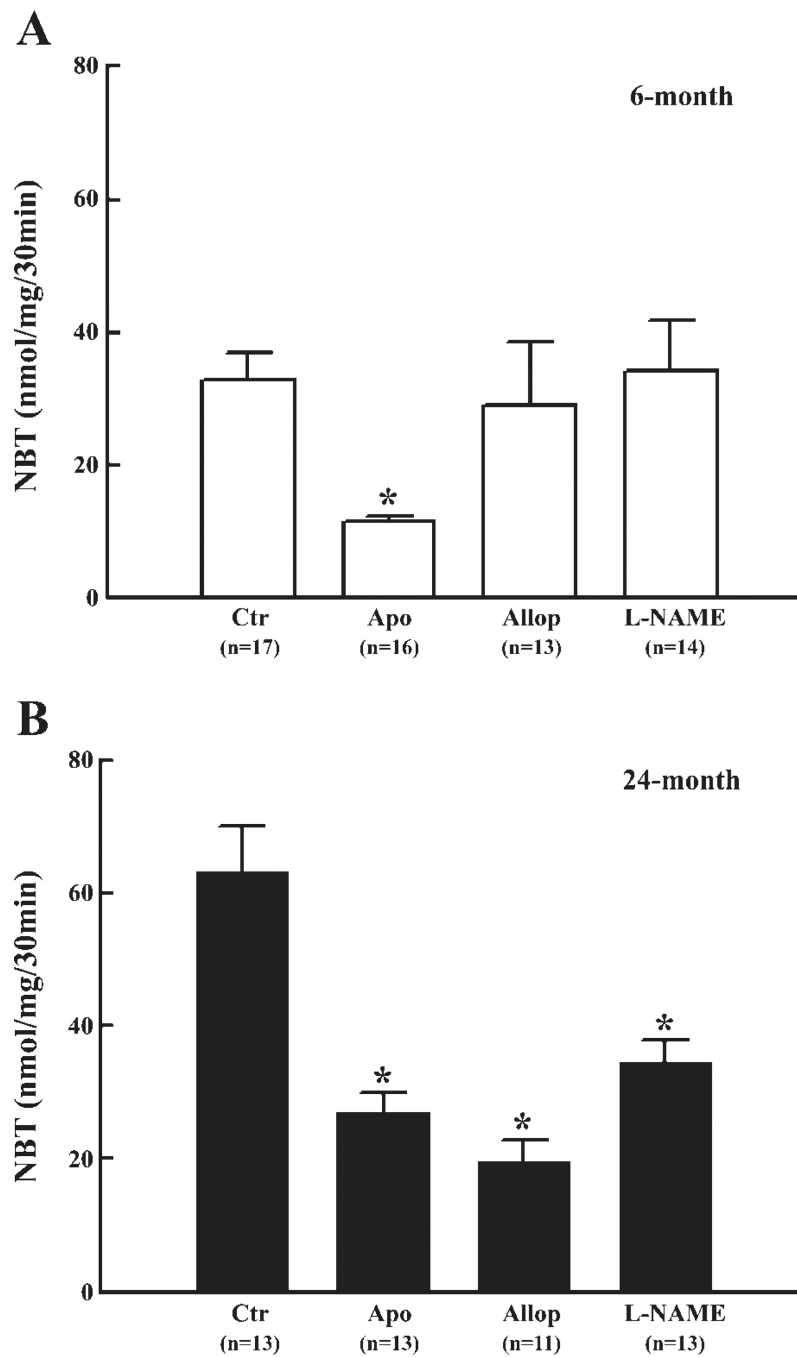 A
80
6-month
60
NBT (nmol/mg/30min)
40
20
*
0
Ctr Apo Allop L-NAME
(n=17) (n=16) (n=13) (n=14)
B
80
24-month
60
NBT (nmol/mg/30min)
40
*
*
*
20
0
Ctr Apo Allop L-NAME
(n=13) (n=13) (n=11) (n=13)